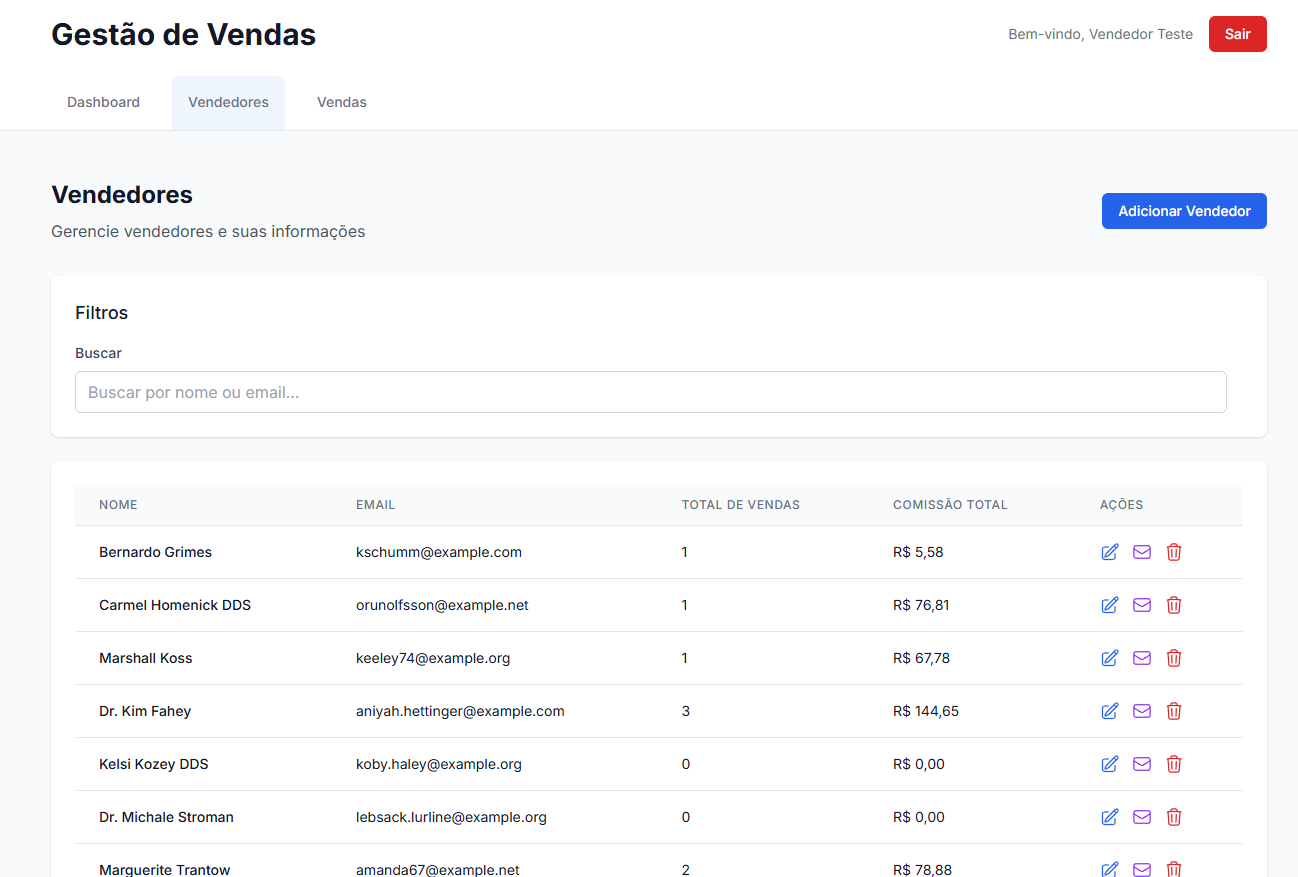 Gestão de Vendas
Bem-vindo, Vendedor Teste
Sair
Dashboard Vendedores Vendas
Vendedores
Gerencie vendedores e suas informações
Adicionar Vendedor
Filtros
Buscar
Buscar por nome ou email...
NOME EMAIL TOTAL DE VENDAS COMISSÃO TOTAL AÇÕES
Bernardo Grimes kschumm@example.com 1 R$ 5,58
Carmel Homenick DDS orunolfsson@example.net 1 R$ 76,81
Marshall Koss keeley74@example.org 1 R$ 67,78
Dr. Kim Fahey aniyah.hettinger@example.com 3 R$ 144,65
Kelsi Kozey DDS koby.haley@example.org 0 R$ 0,00
Dr. Michale Stroman lebsack.lurline@example.org 0 R$ 0,00
Marguerite Trantow amanda67@example.net 2 R$ 78,88